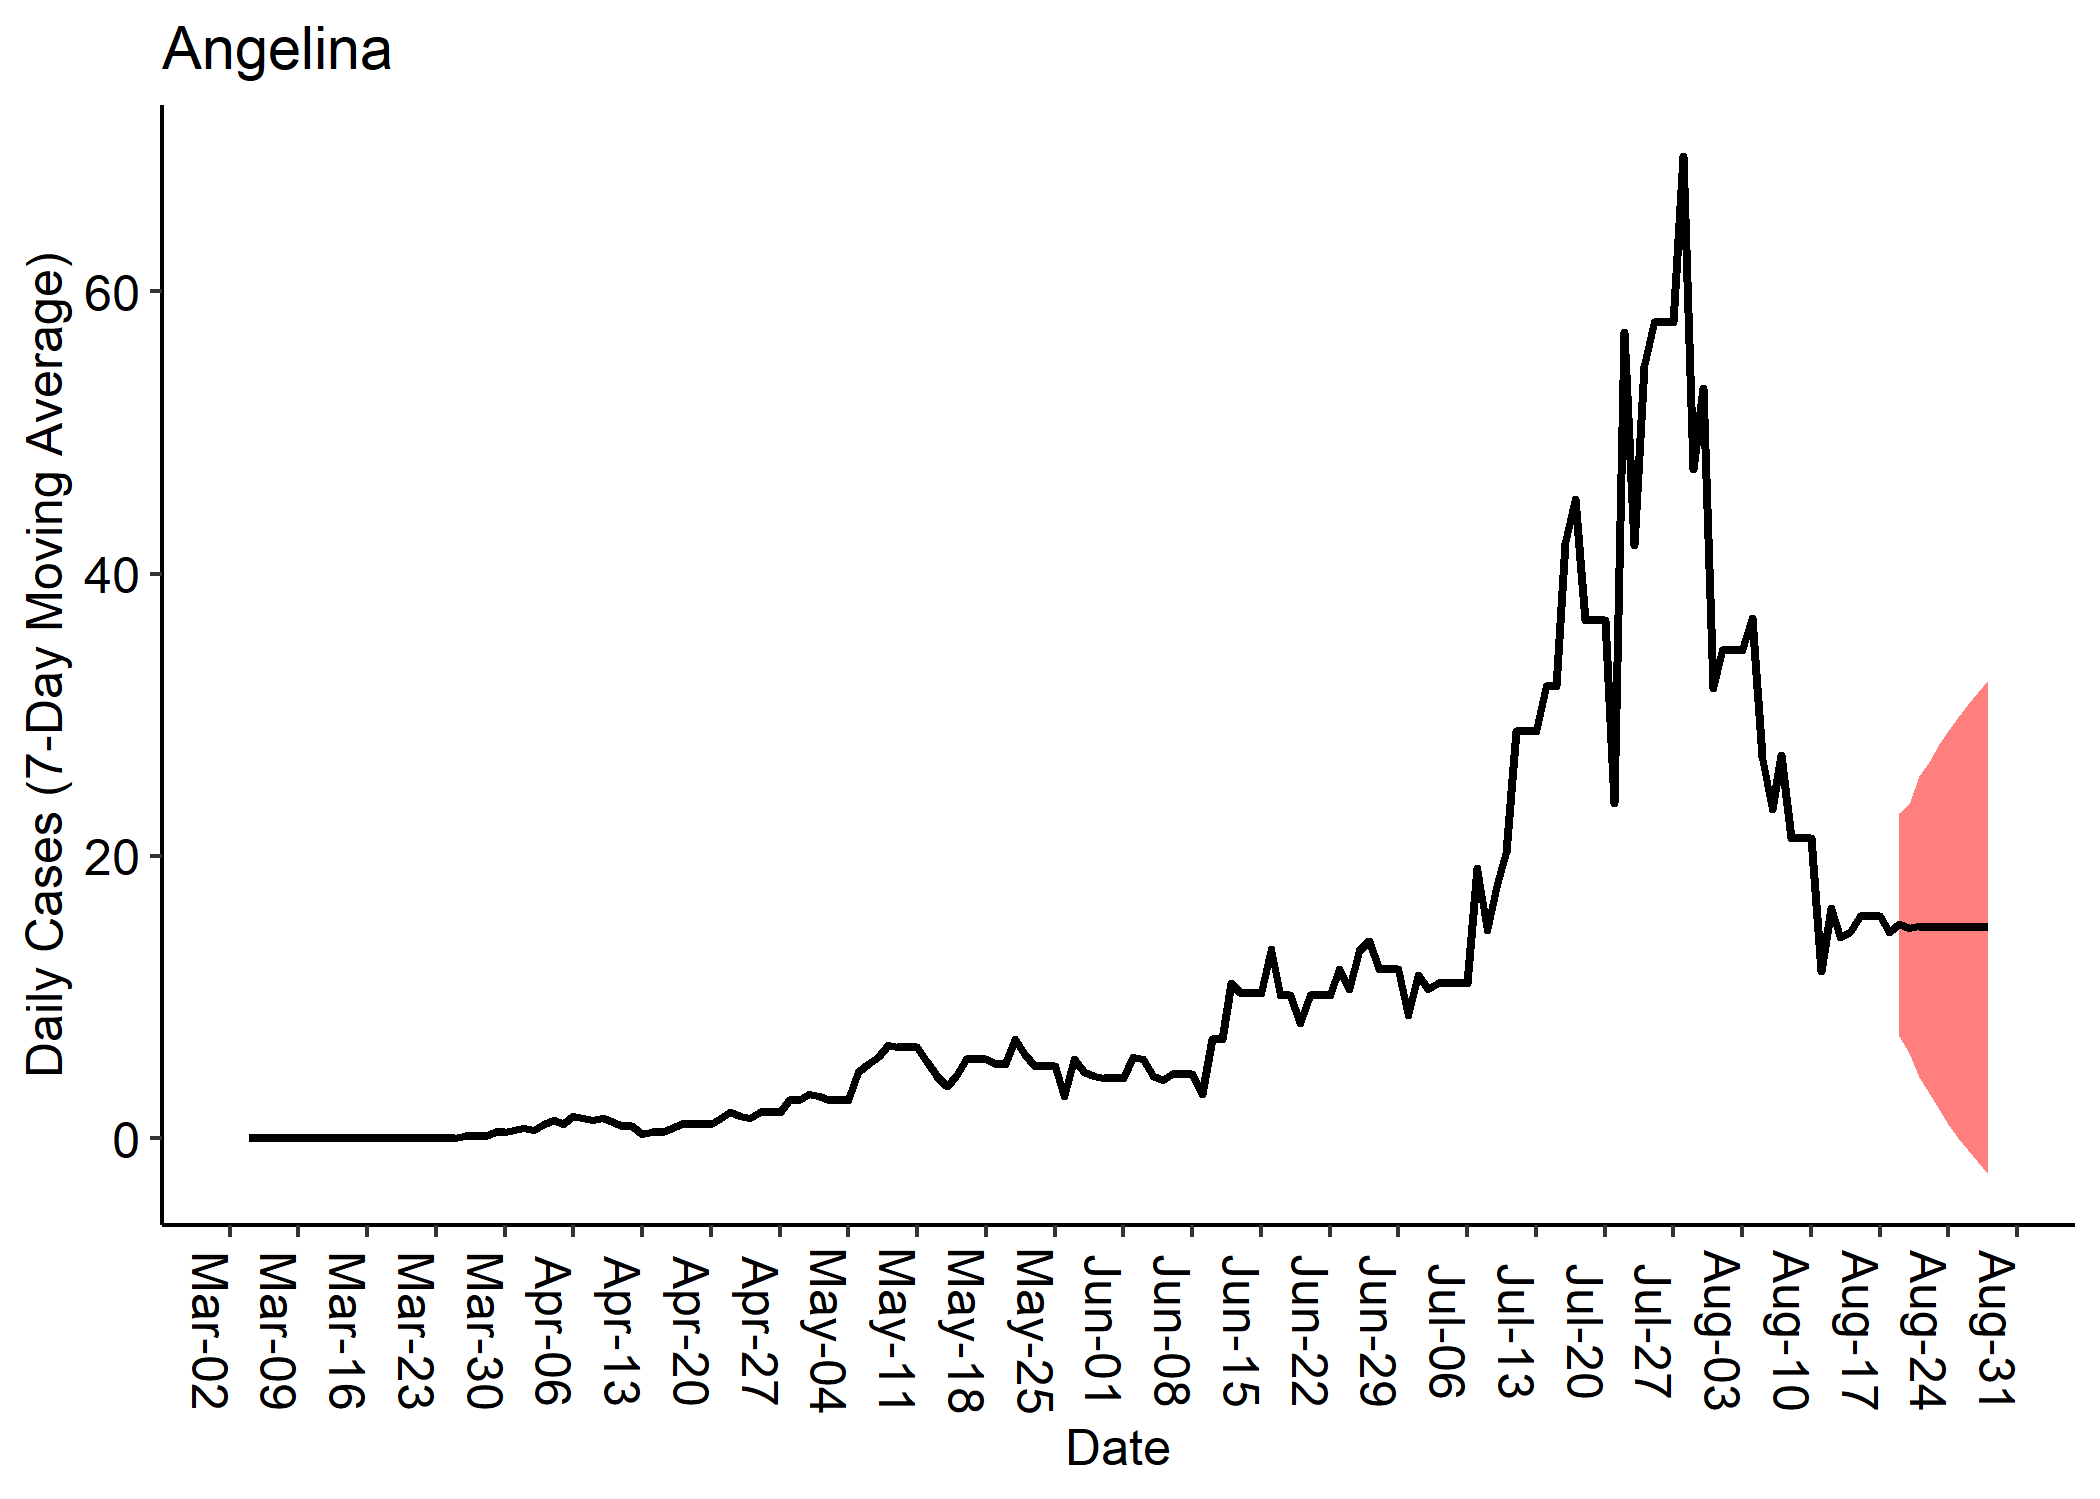 Angelina
Daily Cases (7-Day Moving Average)
60
40
20
0
Mar-02
Mar-09
Mar-16
Mar-23
Mar-30
Apr-06
Apr-13
Apr-20
Apr-27
May-04
May-11
May-18
May-25
Jun-01
Jun-08
Jun-15
Jun-22
Jun-29
Jul-06
Jul-13
Jul-20
Jul-27
Aug-03
Aug-10
Aug-17
Aug-24
Aug-31
Date